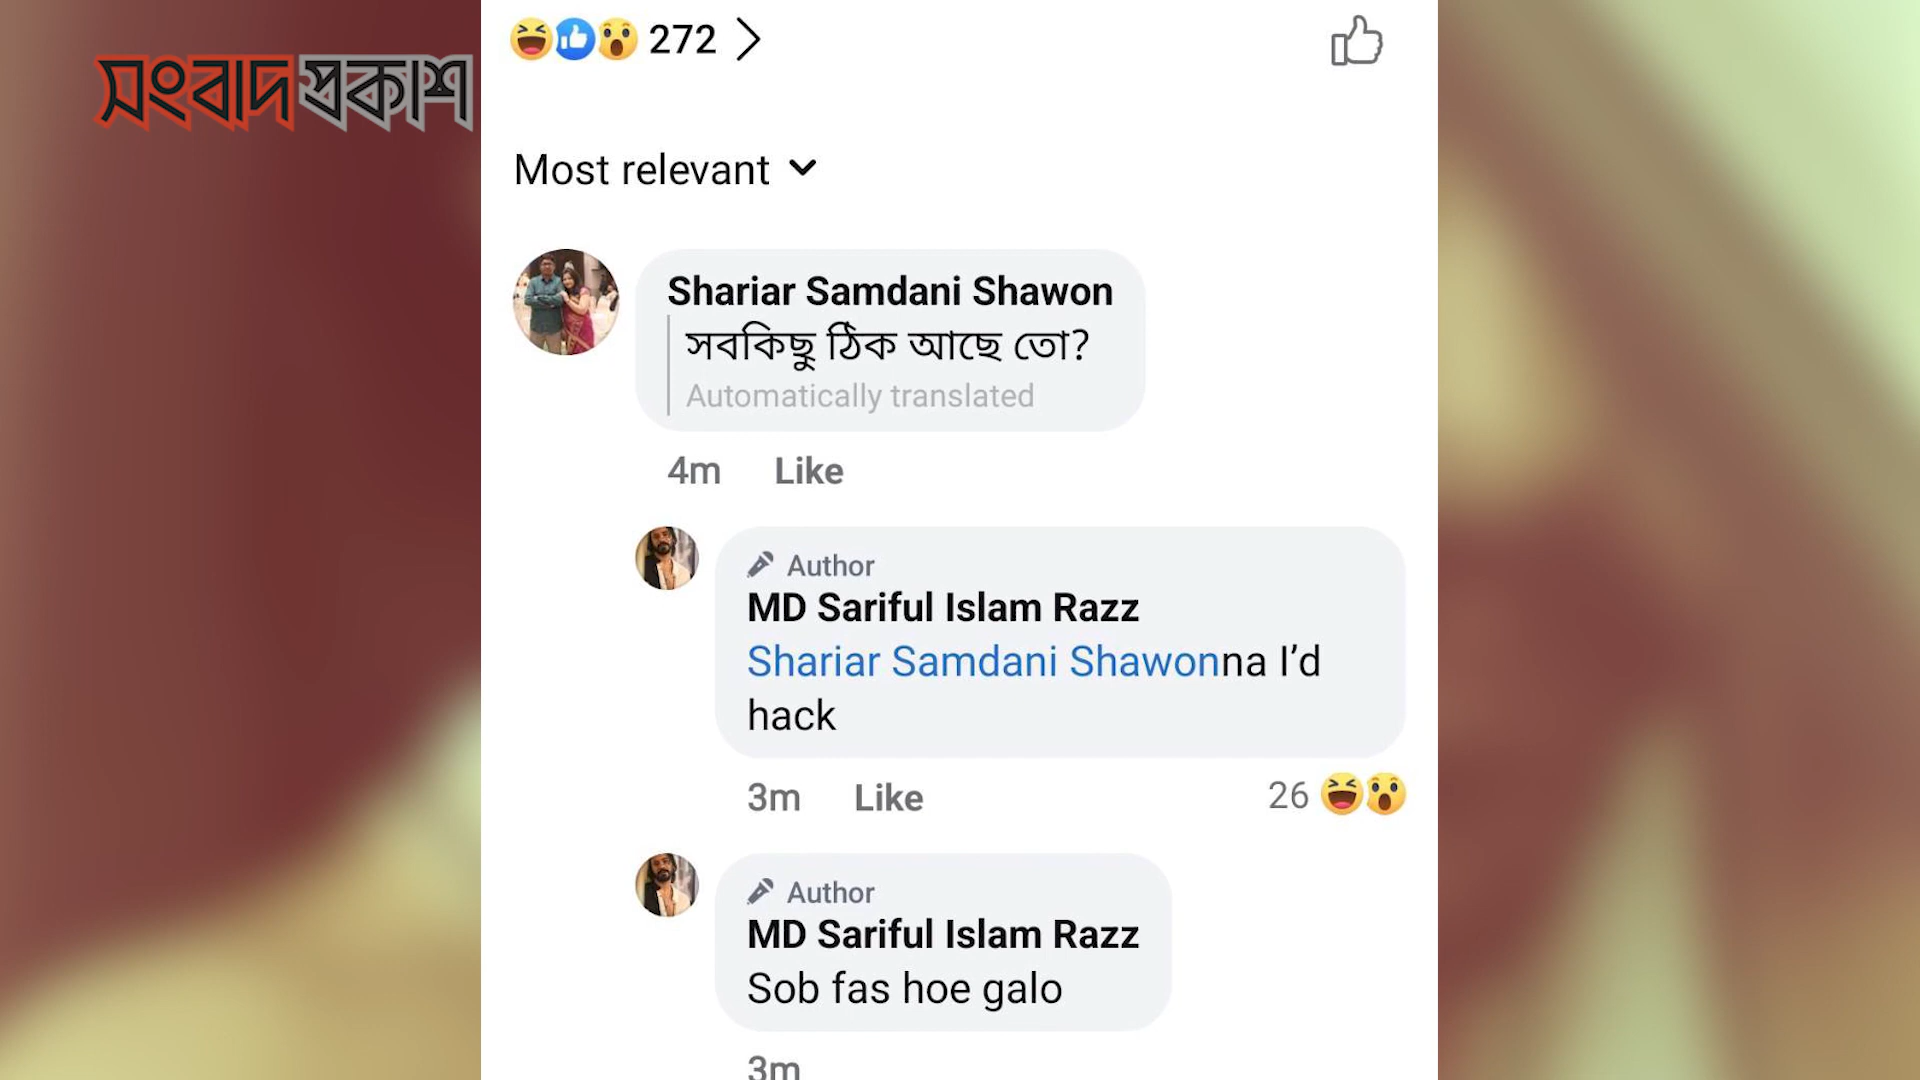 সংবাদ প্রকাশ
272
Most relevant
Shariar Samdani Shawon
সবকিছু ঠিক আছে তো?
Automatically translated
4m Like
Author
MD Sariful Islam Razz
Shariar Samdani Shawonna I’d
hack
3m Like 26
Author
MD Sariful Islam Razz
Sob fas hoe galo
3m